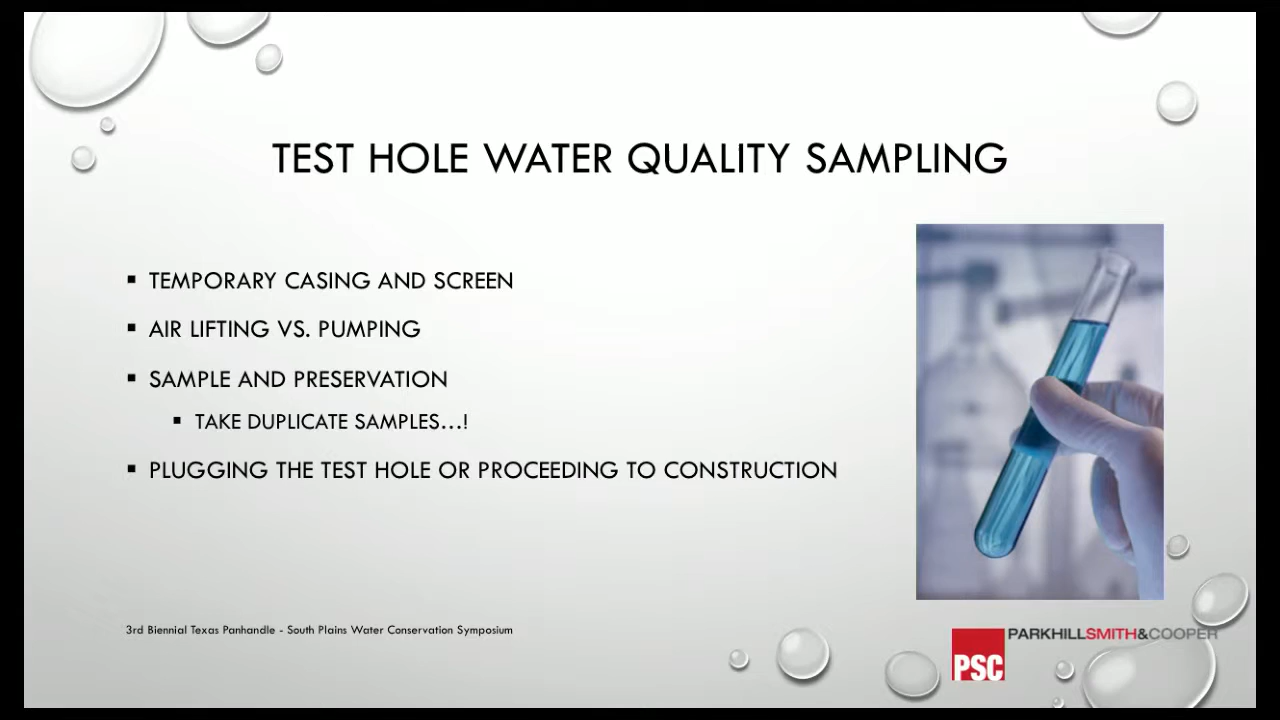 TEST HOLE WATER QUALITY SAMPLING
▪ TEMPORARY CASING AND SCREEN
▪ AIR LIFTING VS. PUMPING
▪ SAMPLE AND PRESERVATION
▪ TAKE DUPLICATE SAMPLES...!
▪ PLUGGING THE TEST HOLE OR PROCEEDING TO CONSTRUCTION
3rd Biennial Texas Panhandle - South Plains Water Conservation Symposium
PARKHILLSMITH&COOPER
PSC